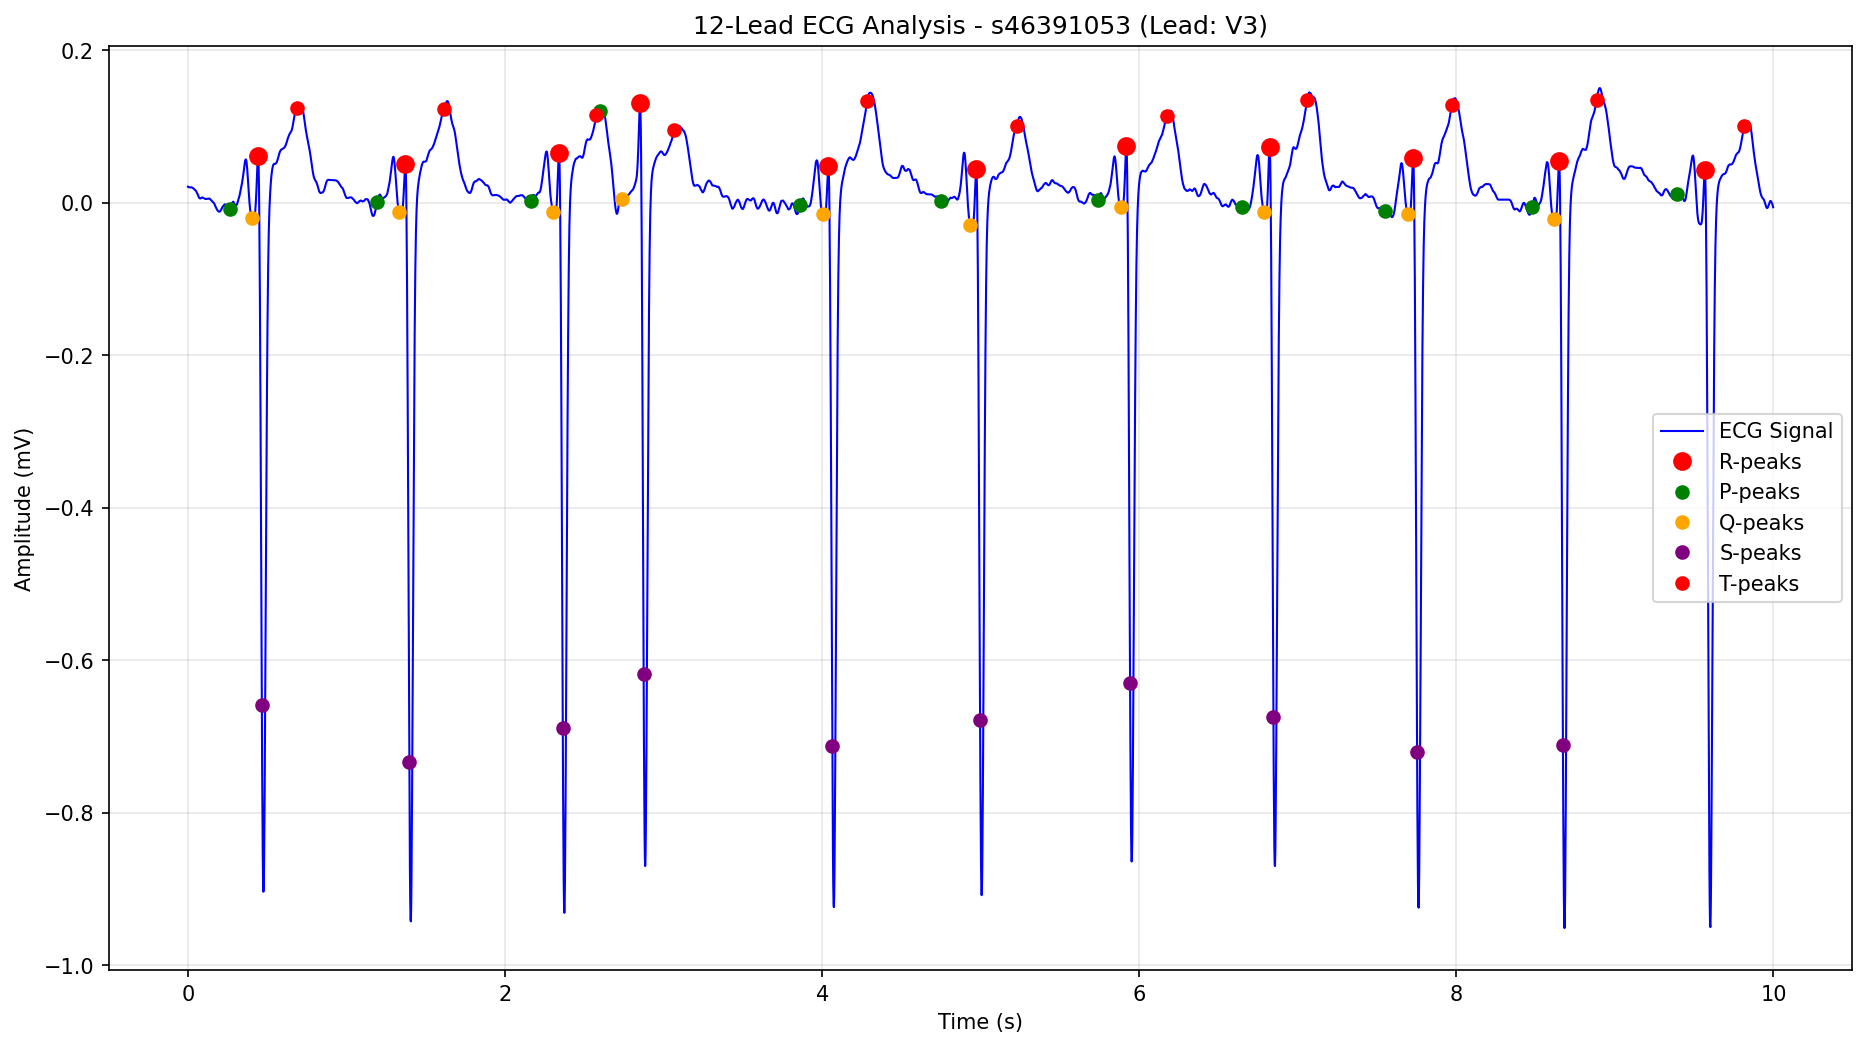 12-Lead ECG Analysis - s46391053 (Lead: V3)
0.2
0.0
−0.2
−0.4
−0.6
−0.8
−1.0
Amplitude (mV)
ECG Signal
R-peaks
P-peaks
Q-peaks
S-peaks
T-peaks
0 2 4 6 8 10
Time (s)